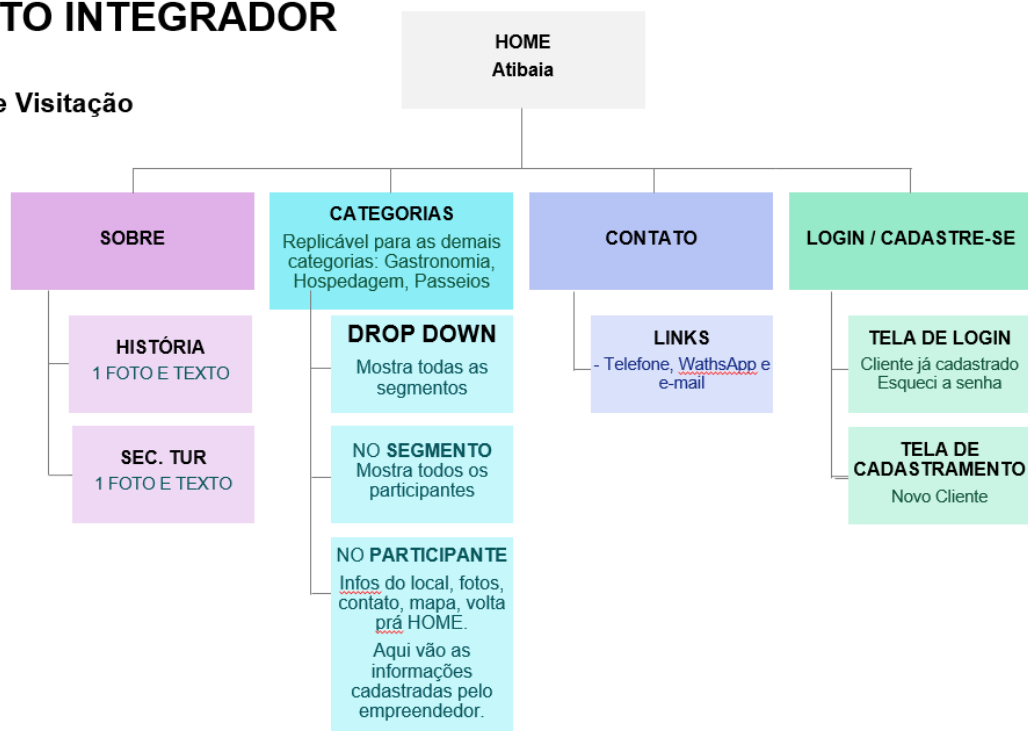 TO INTEGRADOR
e Visitação
HOME
Atibaia
SOBRE
HISTÓRIA
1 FOTO E TEXTO
SEC. TUR
1 FOTO E TEXTO
CATEGORIAS
Replicável para as demais
categorias: Gastronomia,
Hospedagem, Passeios
DROP DOWN
Mostra todas as
segmentos
NO SEGMENTO
Mostra todos os
participantes
NO PARTICIPANTE
Infos do local, fotos,
contato, mapa, volta
prá HOME.
Aqui vão as
informações
cadastradas pelo
empreendedor.
CONTATO
LINKS
- Telefone, WathsApp e
e-mail
LOGIN / CADASTRE-SE
TELA DE LOGIN
Cliente já cadastrado
Esqueci a senha
TELA DE
CADASTRAMENTO
Novo Cliente